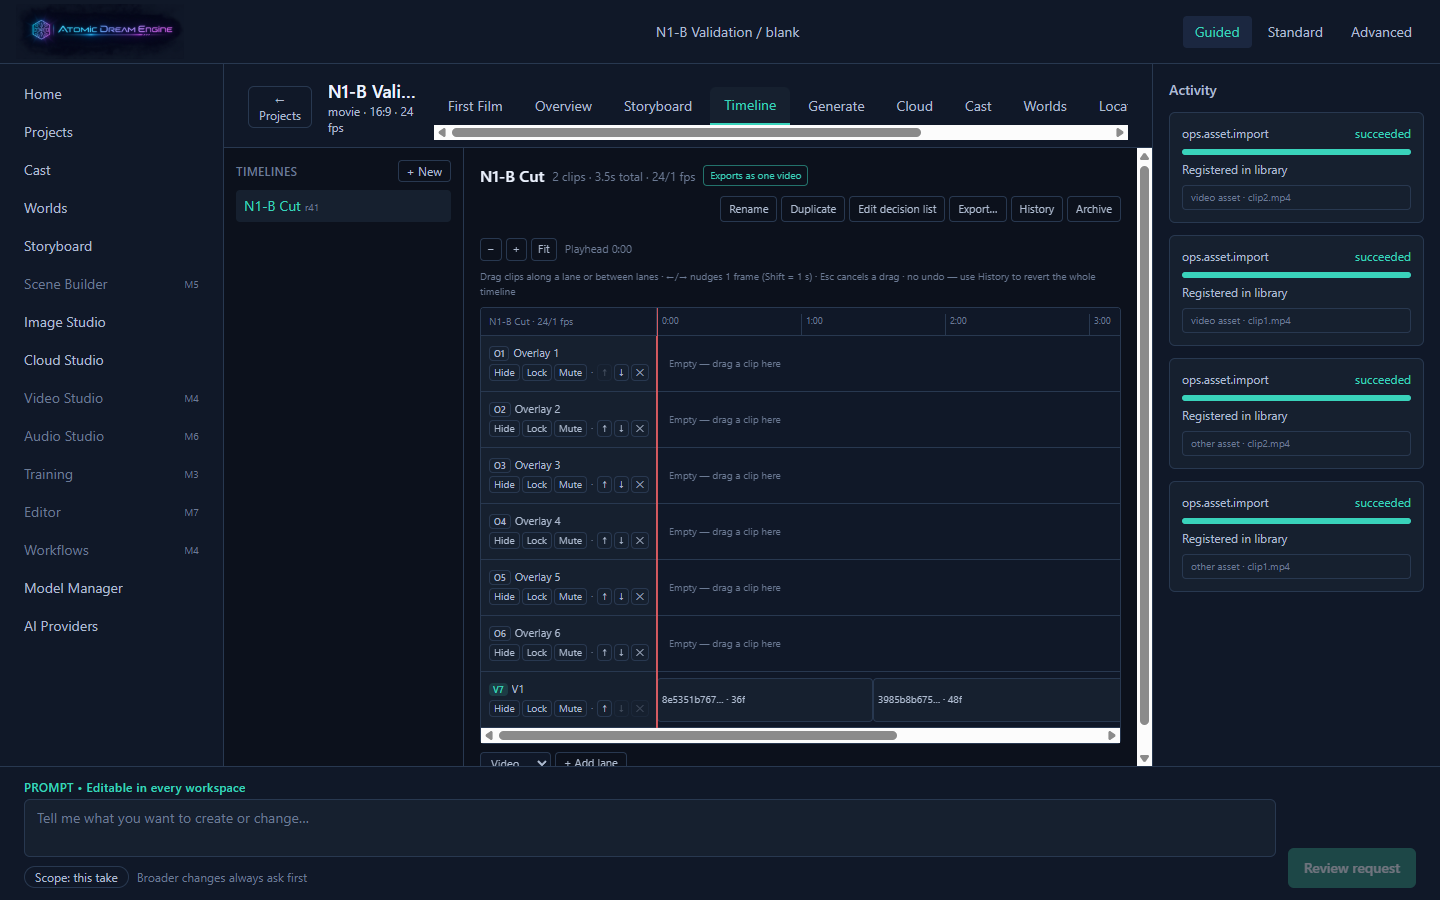 ATOMIC DREAM ENGINE
N1-B Validation / blank
Guided
Standard
Advanced
Home
Projects
Cast
Worlds
Storyboard
Scene Builder M5
Image Studio
Cloud Studio
Video Studio M4
Audio Studio M6
Training M3
Editor M7
Workflows M4
Model Manager
AI Providers
←
Projects
N1-B Vali...
movie · 16:9 · 24
fps
First Film
Overview
Storyboard
Timeline
Generate
Cloud
Cast
Worlds
Loca
TIMELINES
+ New
N1-B Cut r41
N1-B Cut 2 clips · 3.5s total · 24/1 fps Exports as one video
Rename
Duplicate
Edit decision list
Export...
History
Archive
− + Fit Playhead 0:00
Drag clips along a lane or between lanes · ←/→ nudges 1 frame (Shift = 1 s) · Esc cancels a drag · no undo — use History to revert the whole
timeline
N1-B Cut · 24/1 fps
0:00 1:00 2:00 3:00
O1 Overlay 1
Hide Lock Mute · ↑ ↓ ✕
Empty — drag a clip here
O2 Overlay 2
Hide Lock Mute · ↑ ↓ ✕
Empty — drag a clip here
O3 Overlay 3
Hide Lock Mute · ↑ ↓ ✕
Empty — drag a clip here
O4 Overlay 4
Hide Lock Mute · ↑ ↓ ✕
Empty — drag a clip here
O5 Overlay 5
Hide Lock Mute · ↑ ↓ ✕
Empty — drag a clip here
O6 Overlay 6
Hide Lock Mute · ↑ ↓ ✕
Empty — drag a clip here
V7 V1
Hide Lock Mute · ↑ ↓ ✕
8e5351b767... · 36f
3985b8b675... · 48f
Video
+ Add lane
Activity
ops.asset.import succeeded
Registered in library
video asset · clip2.mp4
ops.asset.import succeeded
Registered in library
video asset · clip1.mp4
ops.asset.import succeeded
Registered in library
other asset · clip2.mp4
ops.asset.import succeeded
Registered in library
other asset · clip1.mp4
PROMPT • Editable in every workspace
Tell me what you want to create or change...
Scope: this take
Broader changes always ask first
Review request